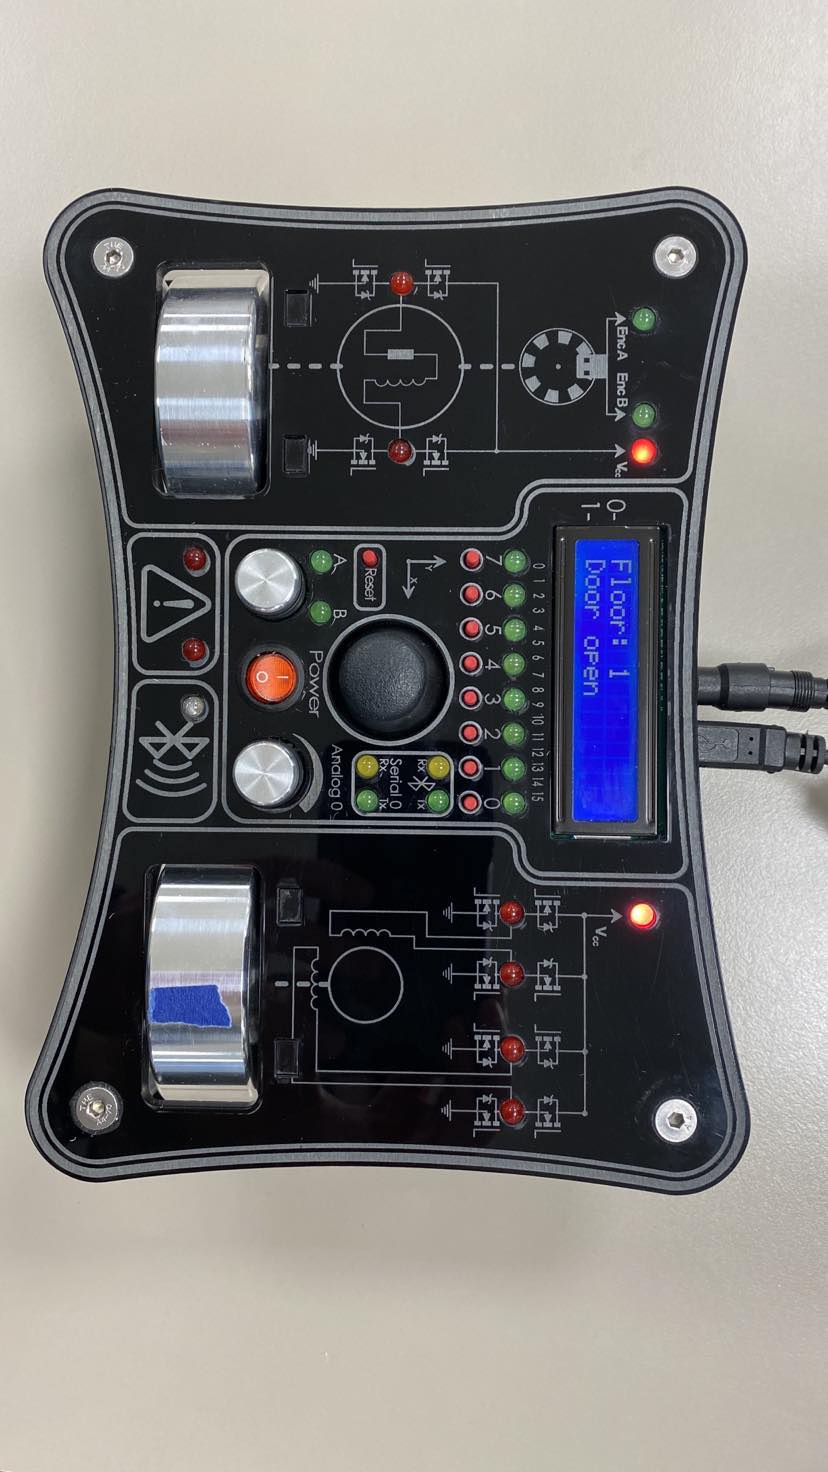 EncA EncB Vcc
0-
1-
Floor: 1
Door open
Vcc
0 1 2 3 4 5 6 7 8 9 10 11 12 13 14 15
7 6 5 4 3 2 1 0
Y
X
Reset
Rx Tx
Serial 0
Rx Tx
A B
Power
Analog 0
I O